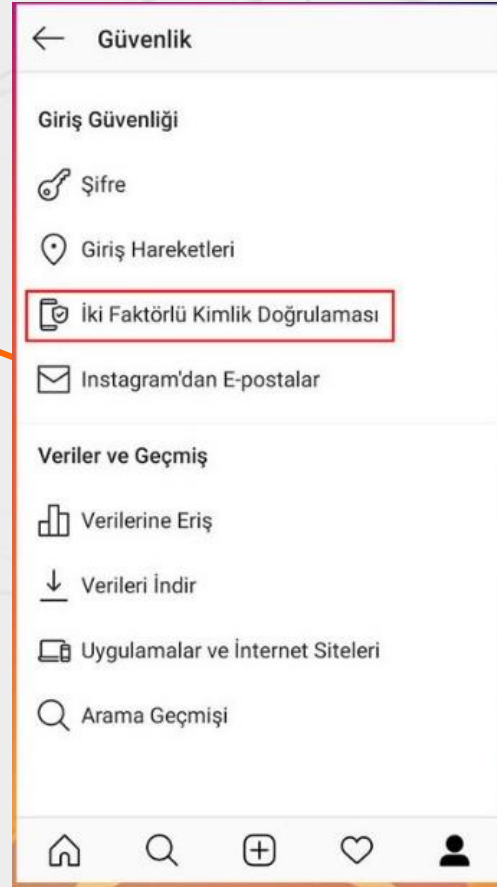 Güvenlik
Giriş Güvenliği
Şifre
Giriş Hareketleri
İki Faktörlü Kimlik Doğrulaması
Instagram'dan E-postalar
Veriler ve Geçmiş
Verilerine Eriş
Verileri İndir
Uygulamalar ve İnternet Siteleri
Arama Geçmişi